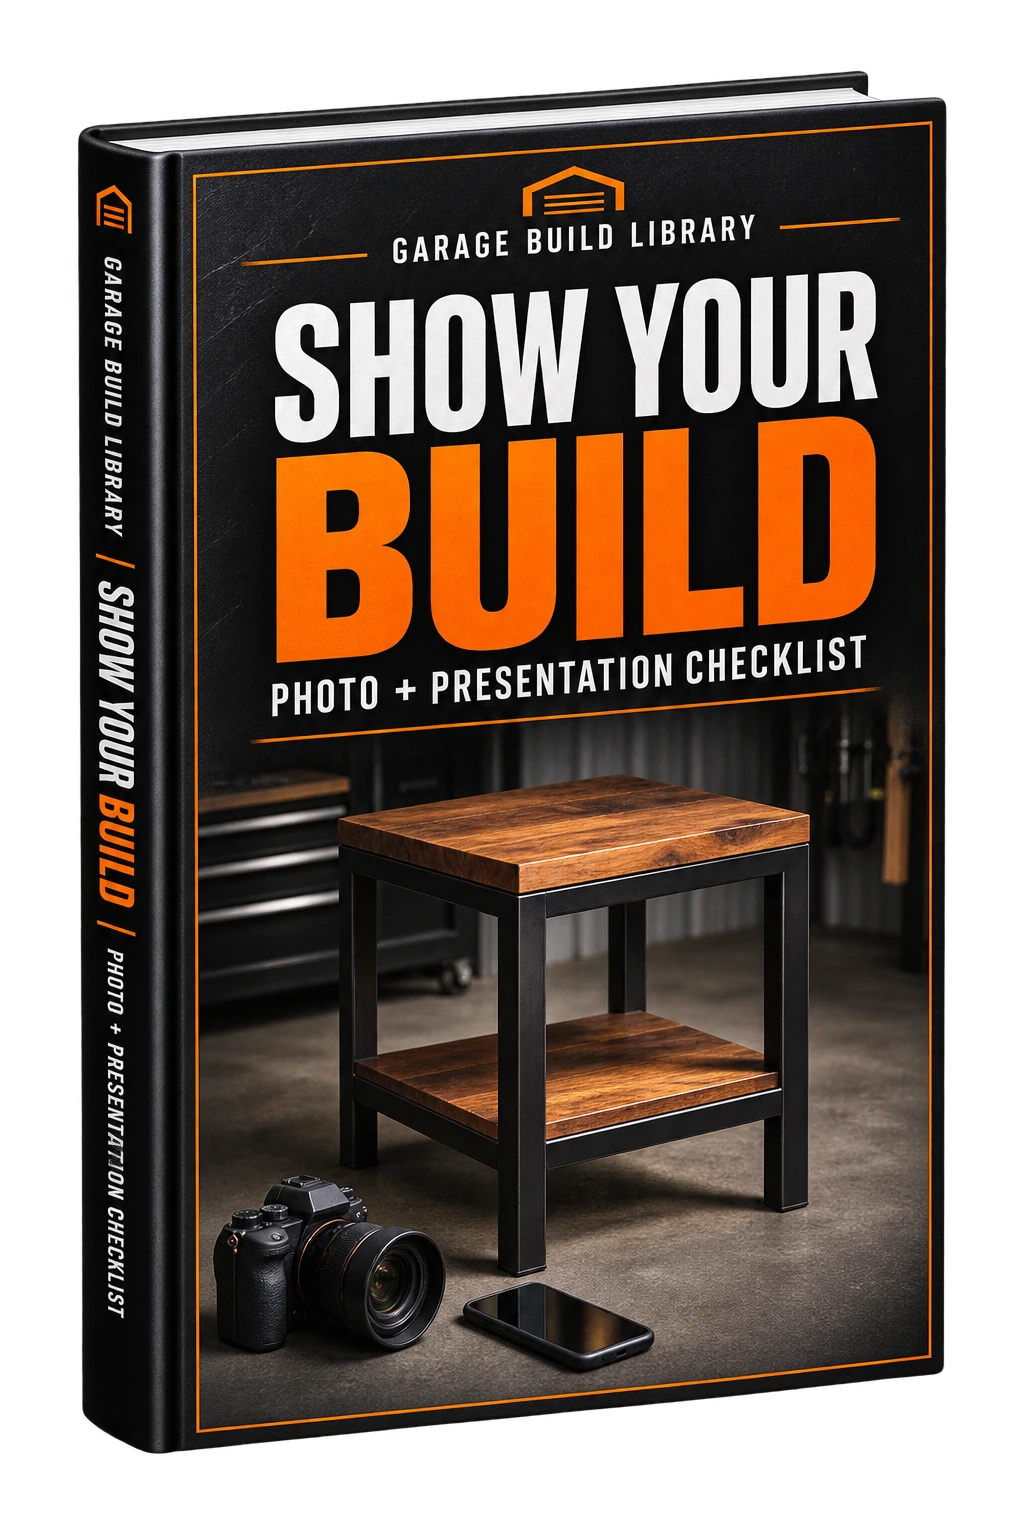 GARAGE BUILD LIBRARY
SHOW YOUR
BUILD
PHOTO + PRESENTATION CHECKLIST
GARAGE BUILD LIBRARY | SHOW YOUR BUILD | PHOTO + PRESENTATION CHECKLIST